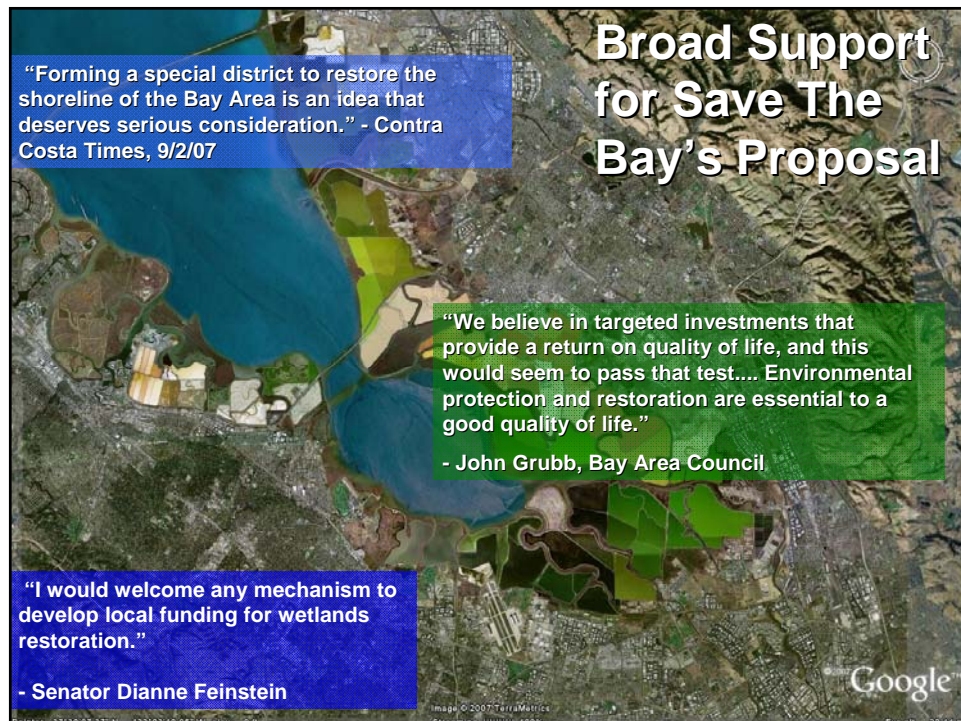 Broad Support
for Save The
Bay's Proposal
“Forming a special district to restore the
shoreline of the Bay Area is an idea that
deserves serious consideration.” - Contra
Costa Times, 9/2/07
“We believe in targeted investments that
provide a return on quality of life, and this
would seem to pass that test.... Environmental
protection and restoration are essential to a
good quality of life.”
- John Grubb, Bay Area Council
“I would welcome any mechanism to
develop local funding for wetlands
restoration.”
- Senator Dianne Feinstein
Google
Image © 2007 TerraMetrics